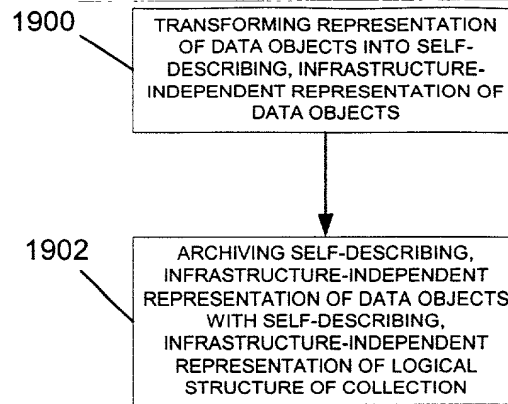 1900
TRANSFORMING REPRESENTATION
OF DATA OBJECTS INTO SELF-
DESCRIBING, INFRASTRUCTURE-
INDEPENDENT REPRESENTATION OF
DATA OBJECTS
1902
ARCHIVING SELF-DESCRIBING,
INFRASTRUCTURE-INDEPENDENT
REPRESENTATION OF DATA OBJECTS
WITH SELF-DESCRIBING,
INFRASTRUCTURE-INDEPENDENT
REPRESENTATION OF LOGICAL
STRUCTURE OF COLLECTION